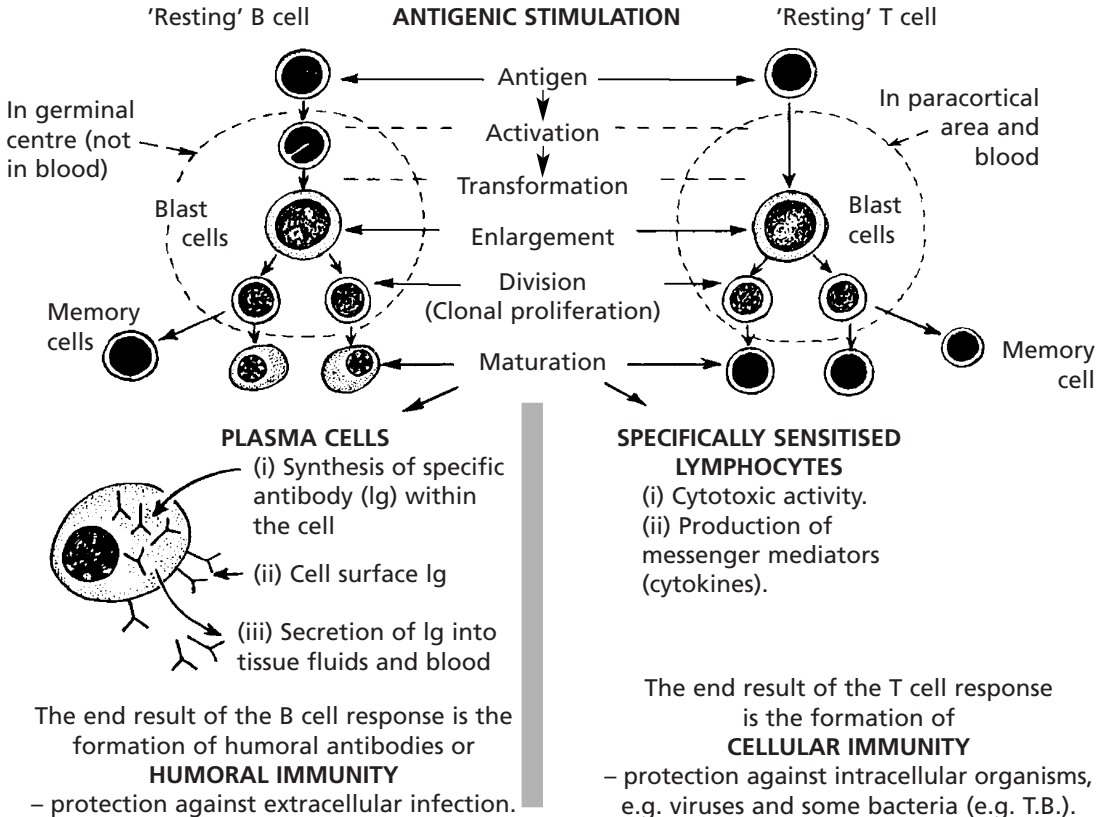 'Resting' B cell
ANTIGENIC STIMULATION
'Resting' T cell
In germinal
centre (not
in blood)
Antigen
Activation
Transformation
In paracortical
area and
blood
Blast
cells
Enlargement
Blast
cells
Division
(Clonal proliferation)
Memory
cells
Maturation
Memory
cell
PLASMA CELLS
(i) Synthesis of specific
antibody (Ig) within
the cell
(ii) Cell surface Ig
(iii) Secretion of Ig into
tissue fluids and blood
The end result of the B cell response is the
formation of humoral antibodies or
HUMORAL IMMUNITY
– protection against extracellular infection.
SPECIFICALLY SENSITISED
LYMPHOCYTES
(i) Cytotoxic activity.
(ii) Production of
messenger mediators
(cytokines).
The end result of the T cell response
is the formation of
CELLULAR IMMUNITY
– protection against intracellular organisms,
e.g. viruses and some bacteria (e.g. T.B.).